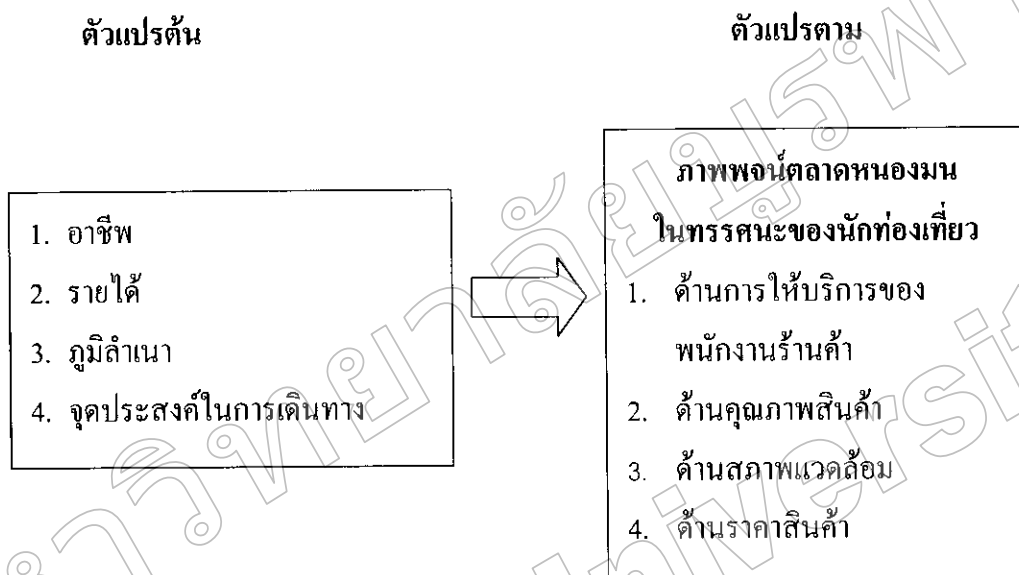 ตัวแปรต้น
ตัวแปรตาม
1. อาชีพ
2. รายได้
3. ภูมิลำเนา
4. จุดประสงค์ในการเดินทาง
ภาพพจน์ตลาดหนองมน
ในทรรศนะของนักท่องเที่ยว
1. ด้านการให้บริการของ
พนักงานร้านค้า
2. ด้านคุณภาพสินค้า
3. ด้านสภาพแวดล้อม
4. ด้านราคาสินค้า